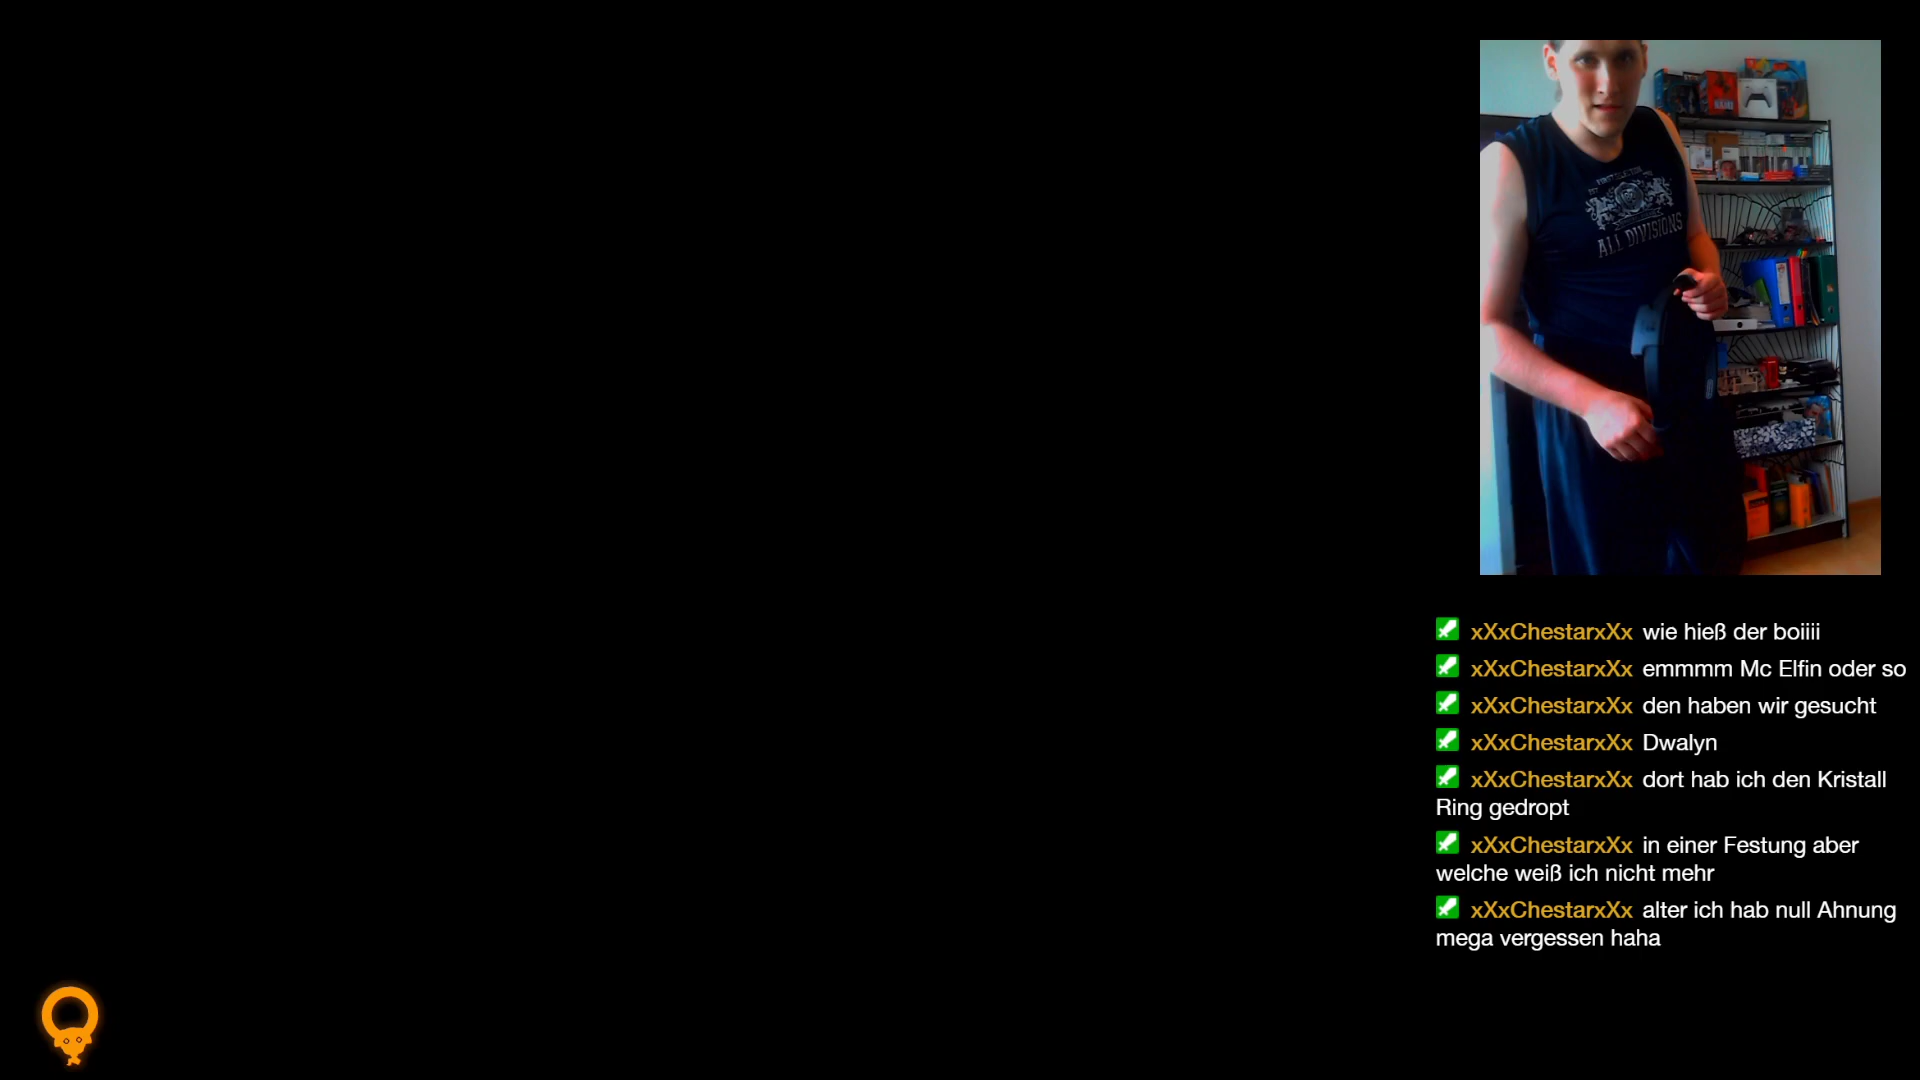 ALL DIVISIONS
xXxChestarxXx wie hieß der boiiii
xXxChestarxXx emmmm Mc Elfin oder so
xXxChestarxXx den haben wir gesucht
xXxChestarxXx Dwalyn
xXxChestarxXx dort hab ich den Kristall
Ring gedropt
xXxChestarxXx in einer Festung aber
welche weiß ich nicht mehr
xXxChestarxXx alter ich hab null Ahnung
mega vergessen haha